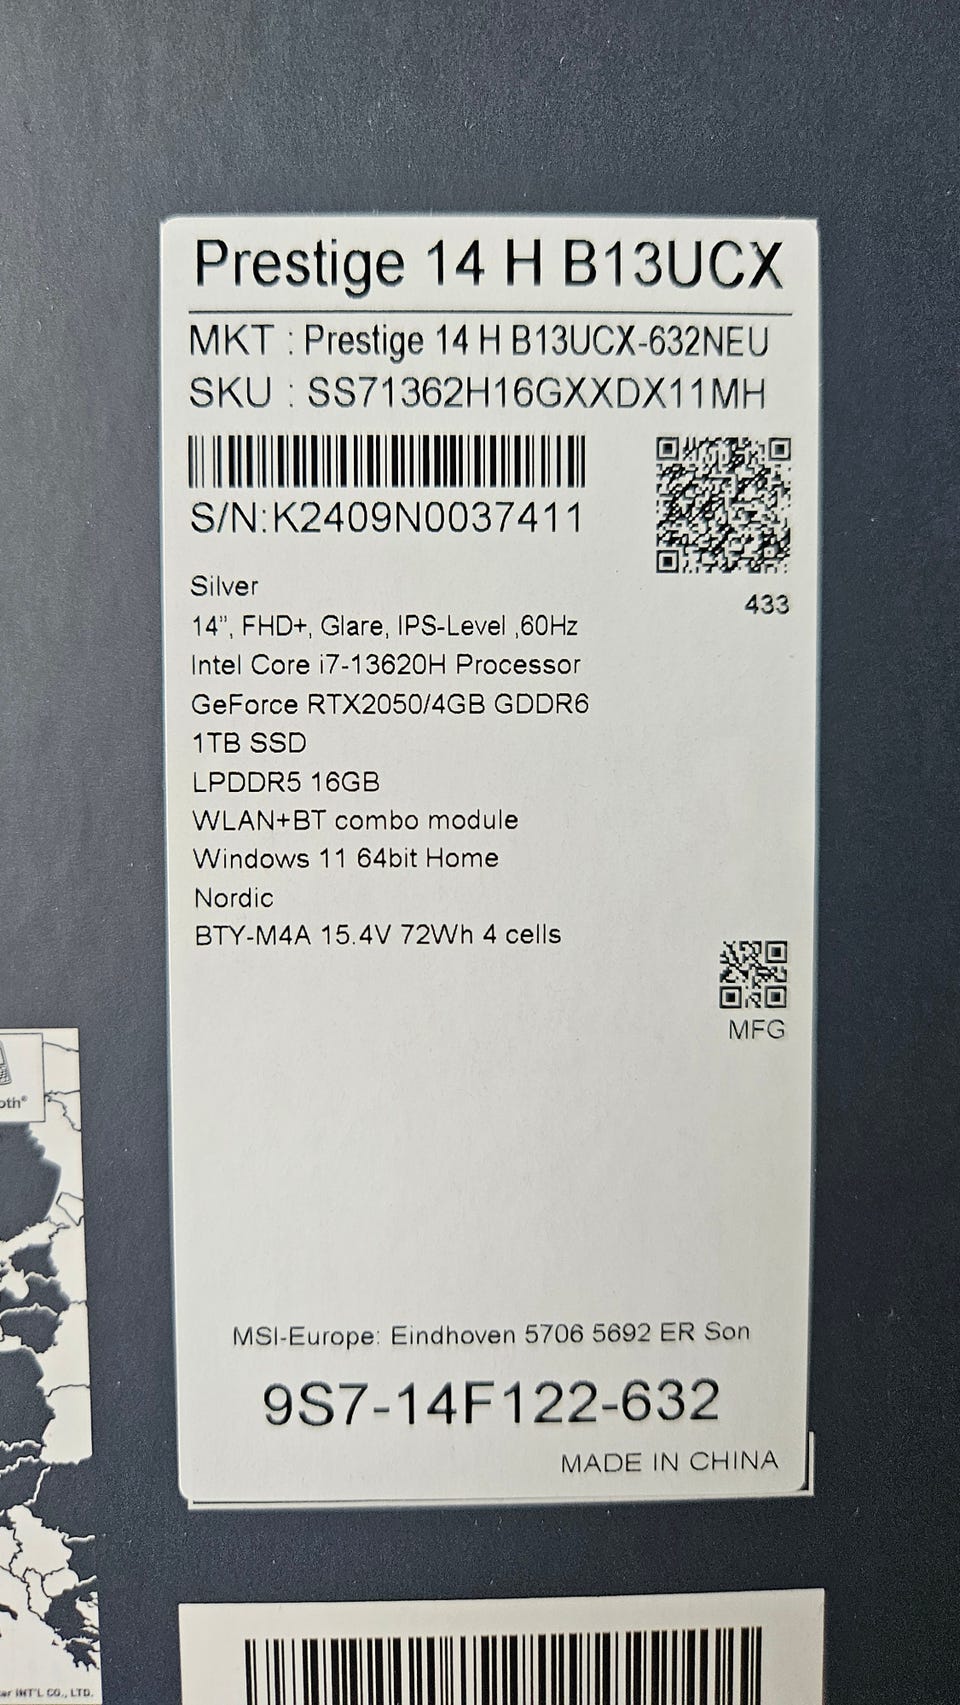 Prestige 14 H B13UCX
MKT : Prestige 14 H B13UCX-632NEU
SKU : SS71362H16GXXDX11MH
S/N:K2409N0037411
433
Silver
14", FHD+, Glare, IPS-Level ,60Hz
Intel Core i7-13620H Processor
GeForce RTX2050/4GB GDDR6
1TB SSD
LPDDR5 16GB
WLAN+BT combo module
Windows 11 64bit Home
Nordic
BTY-M4A 15.4V 72Wh 4 cells
MFG
MSI-Europe: Eindhoven 5706 5692 ER Son
9S7-14F122-632
MADE IN CHINA
INT'L CO., LTD.